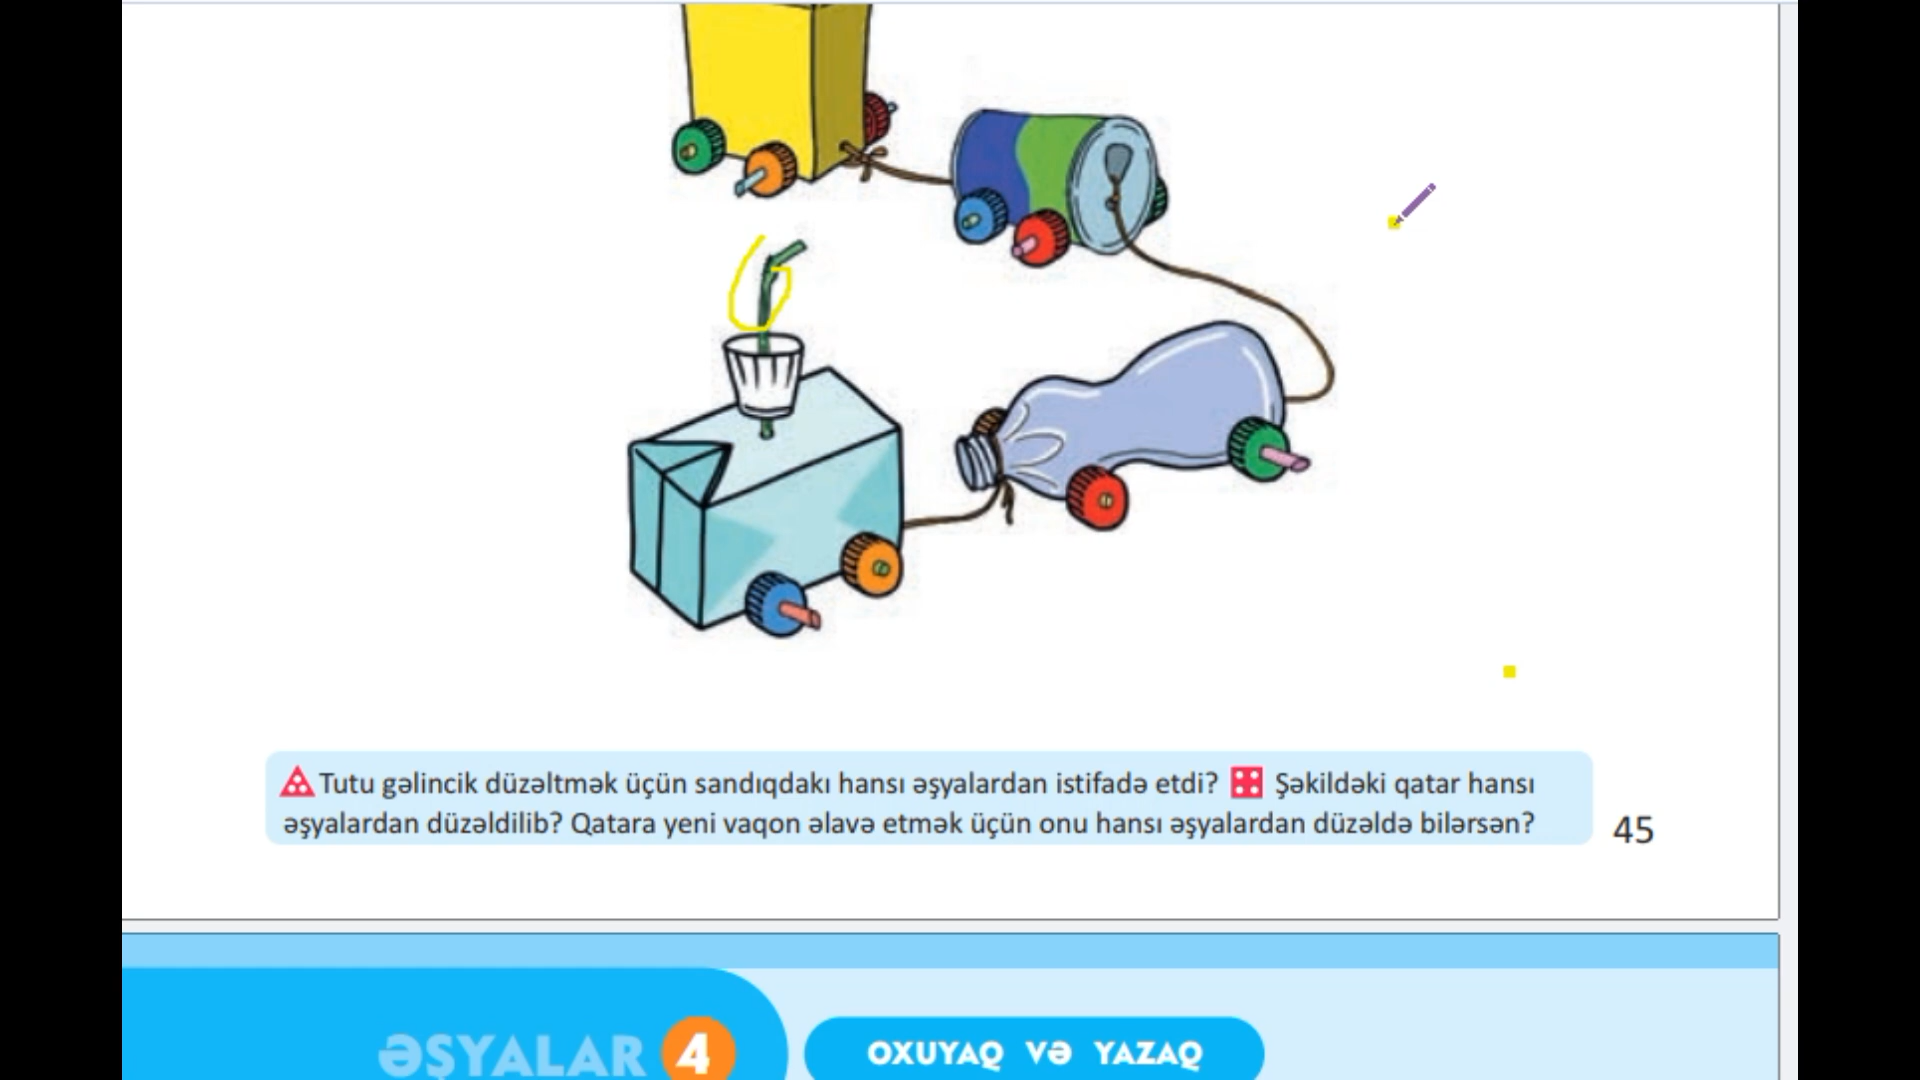 Tutu gəlincik düzəltmək üçün sandıqdakı hansı əşyalardan istifadə etdi? Şəkildəki qatar hansı
əşyalardan düzəldilib? Qatara yeni vaqon əlavə etmək üçün onu hansı əşyalardan düzəldə bilərsən?
45
ƏŞYALAR 4
OXUYAQ VƏ YAZAQ